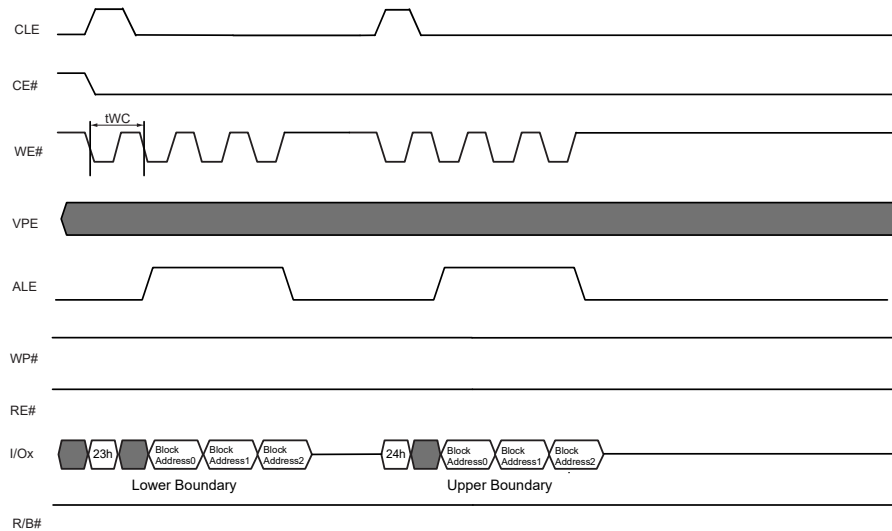 CLE
CE#
tWC
WE#
VPE
ALE
WP#
RE#
I/Ox
23h
Block
Address0
Block
Address1
Block
Address2
24h
Block
Address0
Block
Address1
Block
Address2
Lower Boundary
Upper Boundary
R/B#